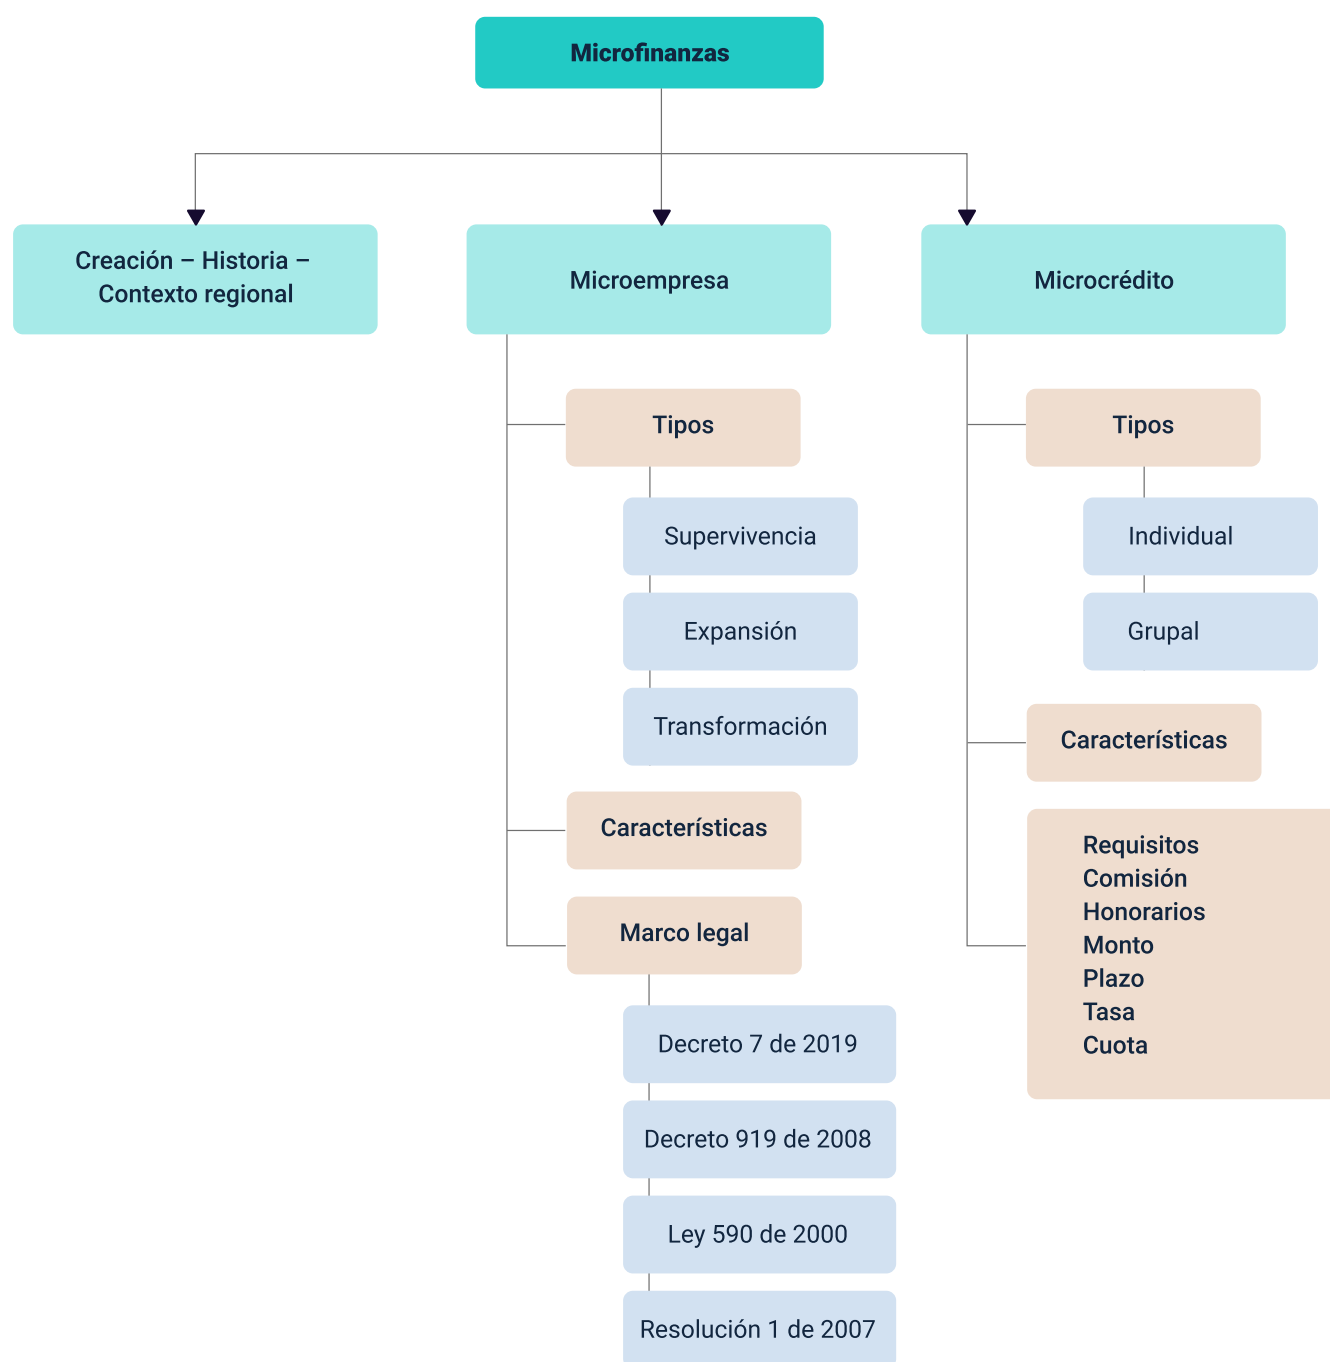 Microfinanzas
Creación – Historia –
Contexto regional
Microempresa
Tipos
Supervivencia
Expansión
Transformación
Características
Marco legal
Decreto 7 de 2019
Decreto 919 de 2008
Ley 590 de 2000
Resolución 1 de 2007
Microcrédito
Tipos
Individual
Grupal
Características
Requisitos
Comisión
Honorarios
Monto
Plazo
Tasa
Cuota